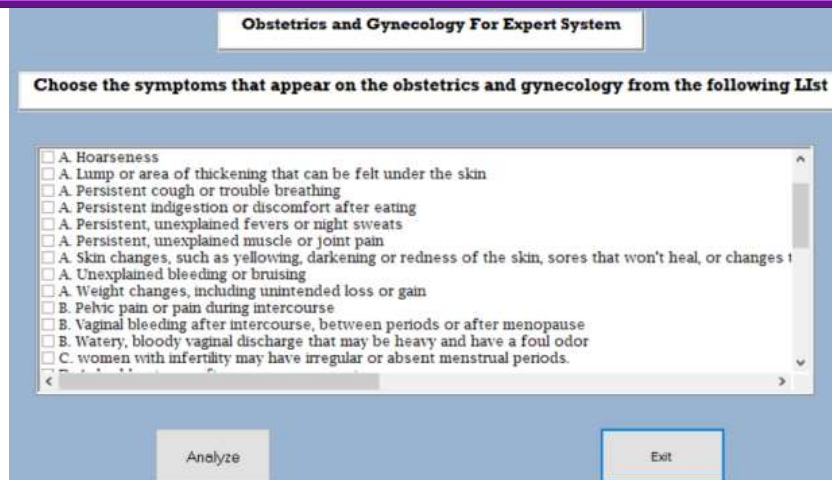 Obstetrics and Gynecology For Expert System
Choose the symptoms that appear on the obstetrics and gynecology from the following LIst
A. Hoarseness
A. Lump or area of thickening that can be felt under the skin
A. Persistent cough or trouble breathing
A. Persistent indigestion or discomfort after eating
A. Persistent, unexplained fevers or night sweats
A. Persistent, unexplained muscle or joint pain
A. Skin changes, such as yellowing, darkening or redness of the skin, sores that won't heal, or changes
A. Unexplained bleeding or bruising
A. Weight changes, including unintended loss or gain
B. Pelvic pain or pain during intercourse
B. Vaginal bleeding after intercourse, between periods or after menopause
B. Watery, bloody vaginal discharge that may be heavy and have a foul odor
C. women with infertility may have irregular or absent menstrual periods.
Analyze
Exit